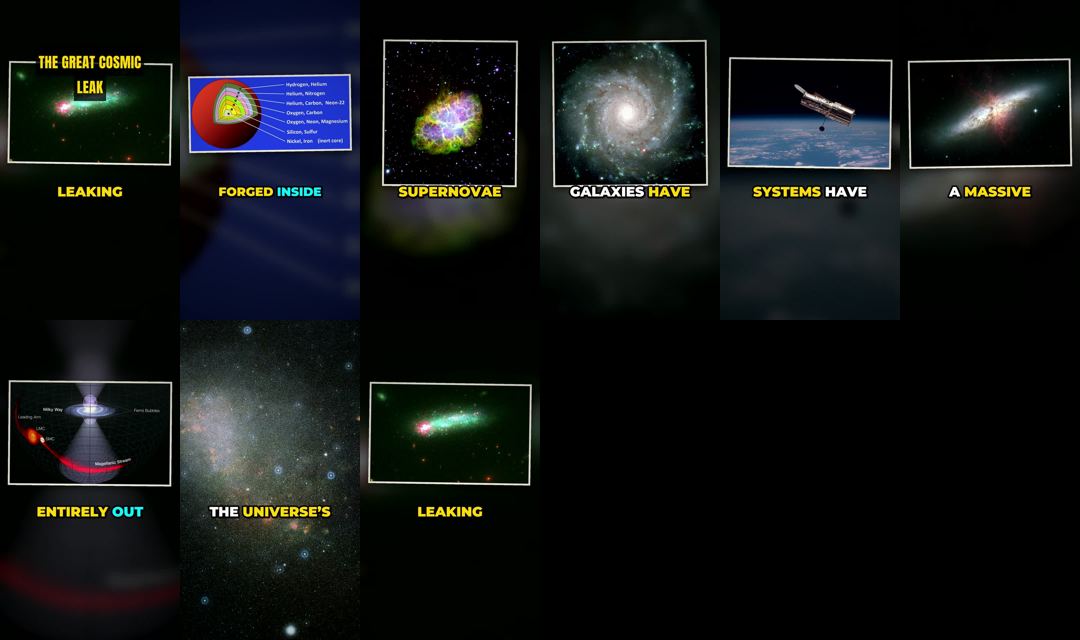 THE GREAT COSMIC
LEAK
LEAKING
Hydrogen, Helium
Helium, Nitrogen
Helium, Carbon, Neon-22
Oxygen, Carbon
Oxygen, Neon, Magnesium
Silicon, Sulfur
Nickel, Iron (inert core)
FORGED INSIDE
SUPERNOVAE
GALAXIES HAVE
SYSTEMS HAVE
A MASSIVE
Milky Way
Fermi Bubbles
Leading Arm
LMC
SMC
Magellanic Stream
ENTIRELY OUT
THE UNIVERSE'S
LEAKING